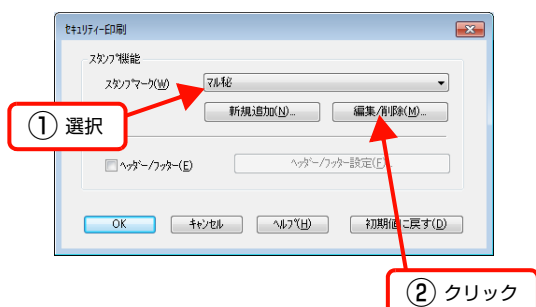 セキュリティー印刷
スタンプ機能
スタンプマーク(W) マル秘
新規追加(N)... 編集/削除(M)...
① 選択
ヘッダー/フッター(E) ヘッダー/フッター設定(F)...
OK キャンセル ヘルプ(H) 初期値に戻す(D)
② クリック